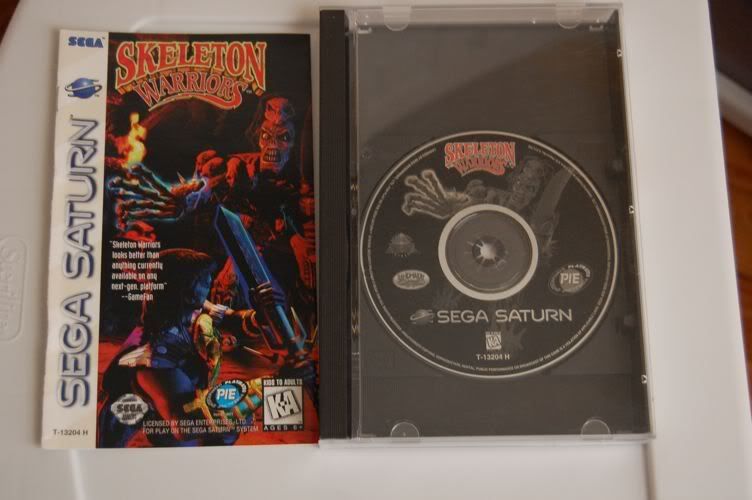 SEGA
SKELETON
WARRIORS
SEGA SATURN
"Skeleton Warriors
looks better than
anything currently
available on any
next-gen. platform"
--GameFan
SEGA
PIE
KIDS TO ADULTS
K-A
AGES 6+
LICENSED BY SEGA ENTERPRISES, LTD.
FOR PLAY ON THE SEGA SATURN™ SYSTEM.
T-13204 H
SKELETON
WARRIORS
PIE
SEGA SATURN
K-A
T-13204 H